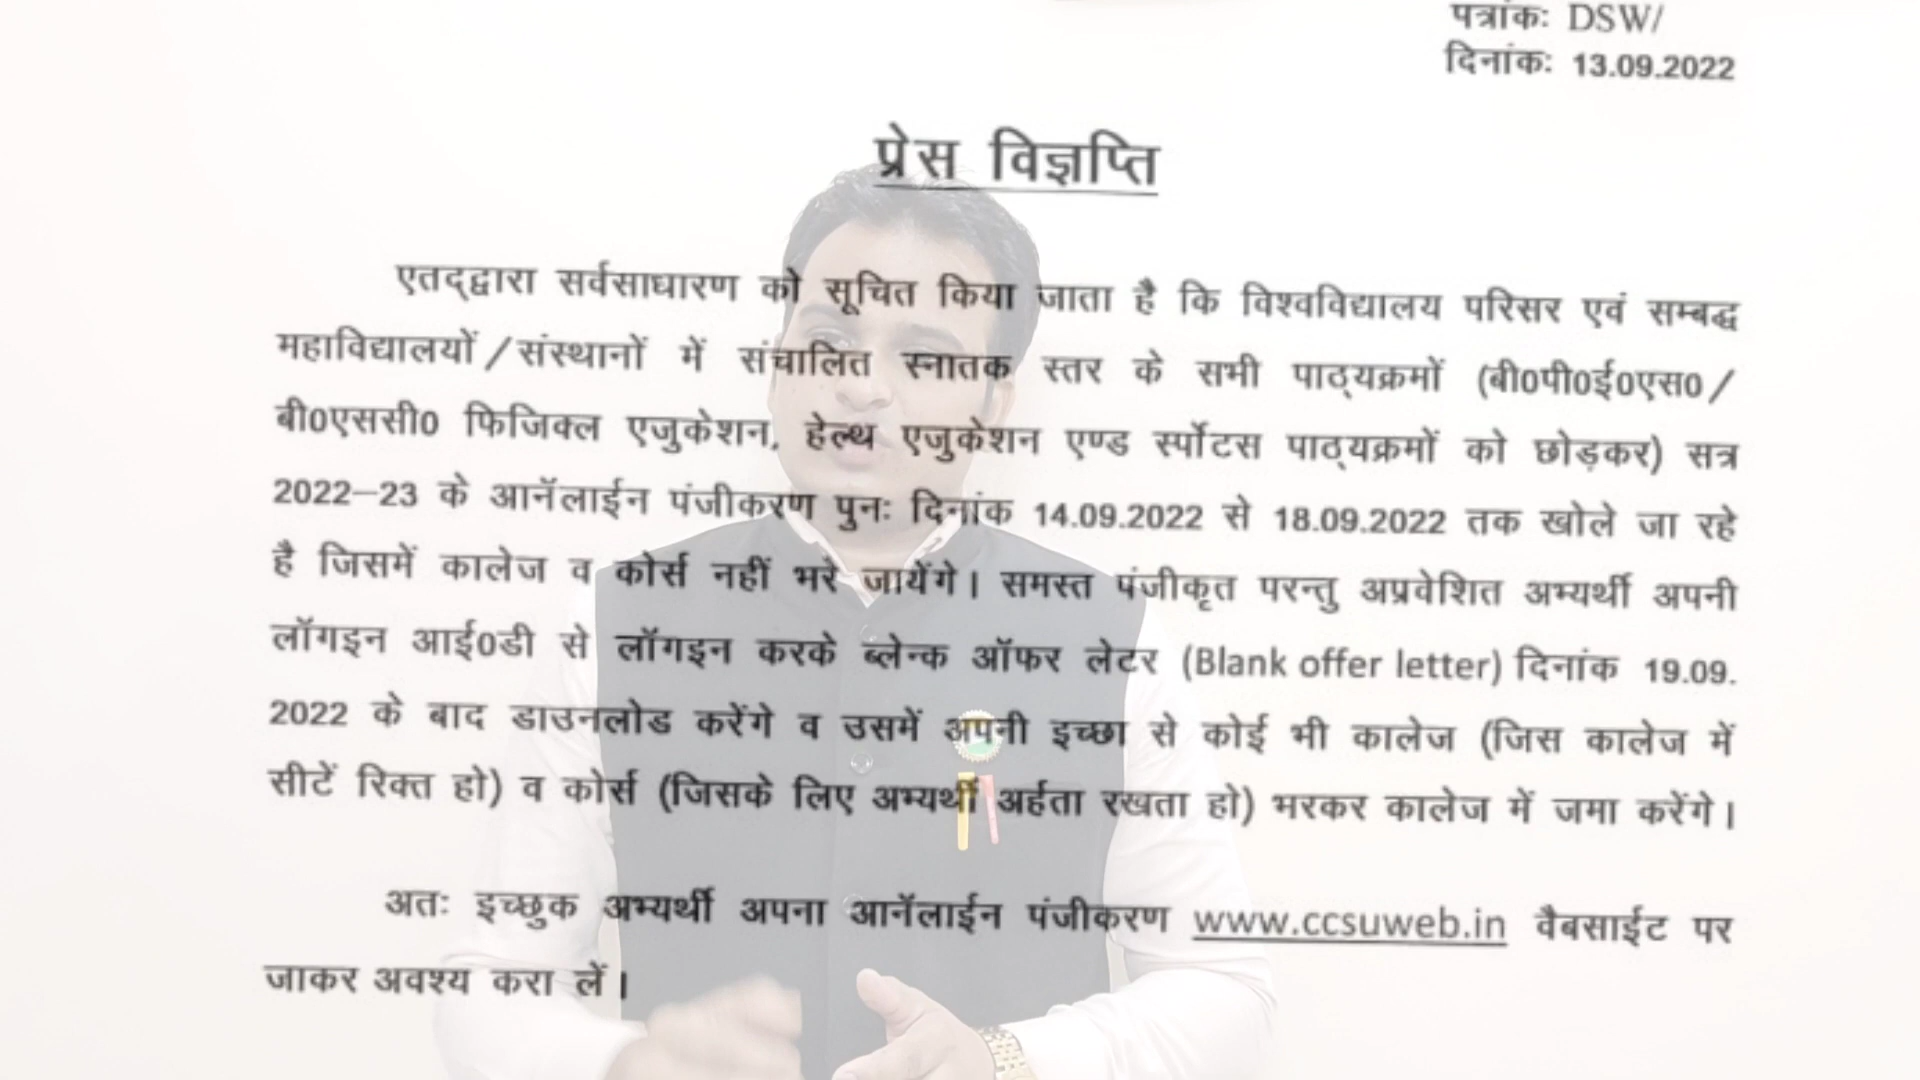 पत्रांकः DSW/
दिनांकः 13.09.2022
प्रेस विज्ञप्ति
एतद्द्वारा सर्वसाधारण को सूचित किया जाता है कि विश्वविद्यालय परिसर एवं सम्बद्ध
महाविद्यालयों/संस्थानों में संचालित स्नातक स्तर के सभी पाठ्यक्रमों (बी0पी0ई0एस0/
बी0एससी0 फिजिक्ल एजुकेशन, हेल्थ एजुकेशन एण्ड र्स्पोटस पाठ्यक्रमों को छोड़कर) सत्र
2022–23 के आनॅलाईन पंजीकरण पुनः दिनांक 14.09.2022 से 18.09.2022 तक खोले जा रहे
है जिसमें कालेज व कोर्स नहीं भरे जायेंगे। समस्त पंजीकृत परन्तु अप्रवेशित अभ्यर्थी अपनी
लॉगइन आई0डी से लॉगइन करके ब्लेन्क ऑफर लेटर (Blank offer letter) दिनांक 19.09.
2022 के बाद डाउनलोड करेंगे व उसमें अपनी इच्छा से कोई भी कालेज (जिस कालेज में
सीटें रिक्त हो) व कोर्स (जिसके लिए अभ्यर्थी अर्हता रखता हो) भरकर कालेज में जमा करेंगे।
अतः इच्छुक अभ्यर्थी अपना आनॅलाईन पंजीकरण www.ccsuweb.in वैबसाईट पर
जाकर अवश्य करा लें।